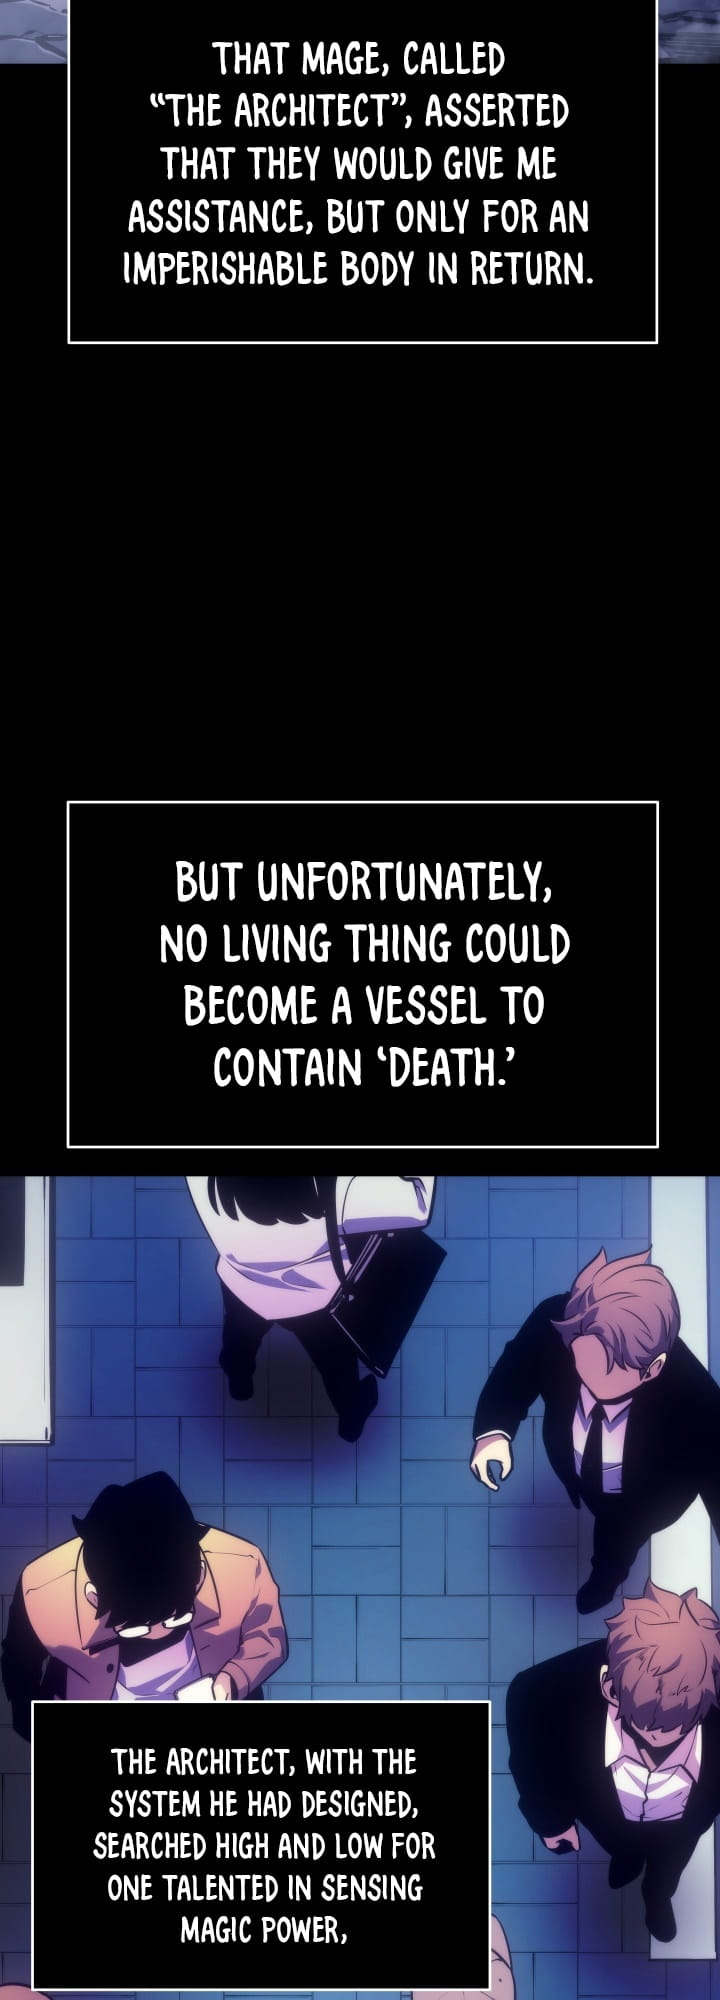 THAT MAGE, CALLED
“THE ARCHITECT”, ASSERTED
THAT THEY WOULD GIVE ME
ASSISTANCE, BUT ONLY FOR AN
IMPERISHABLE BODY IN RETURN.
BUT UNFORTUNATELY,
NO LIVING THING COULD
BECOME A VESSEL TO
CONTAIN ‘DEATH.’
THE ARCHITECT, WITH THE
SYSTEM HE HAD DESIGNED,
SEARCHED HIGH AND LOW FOR
ONE TALENTED IN SENSING
MAGIC POWER,